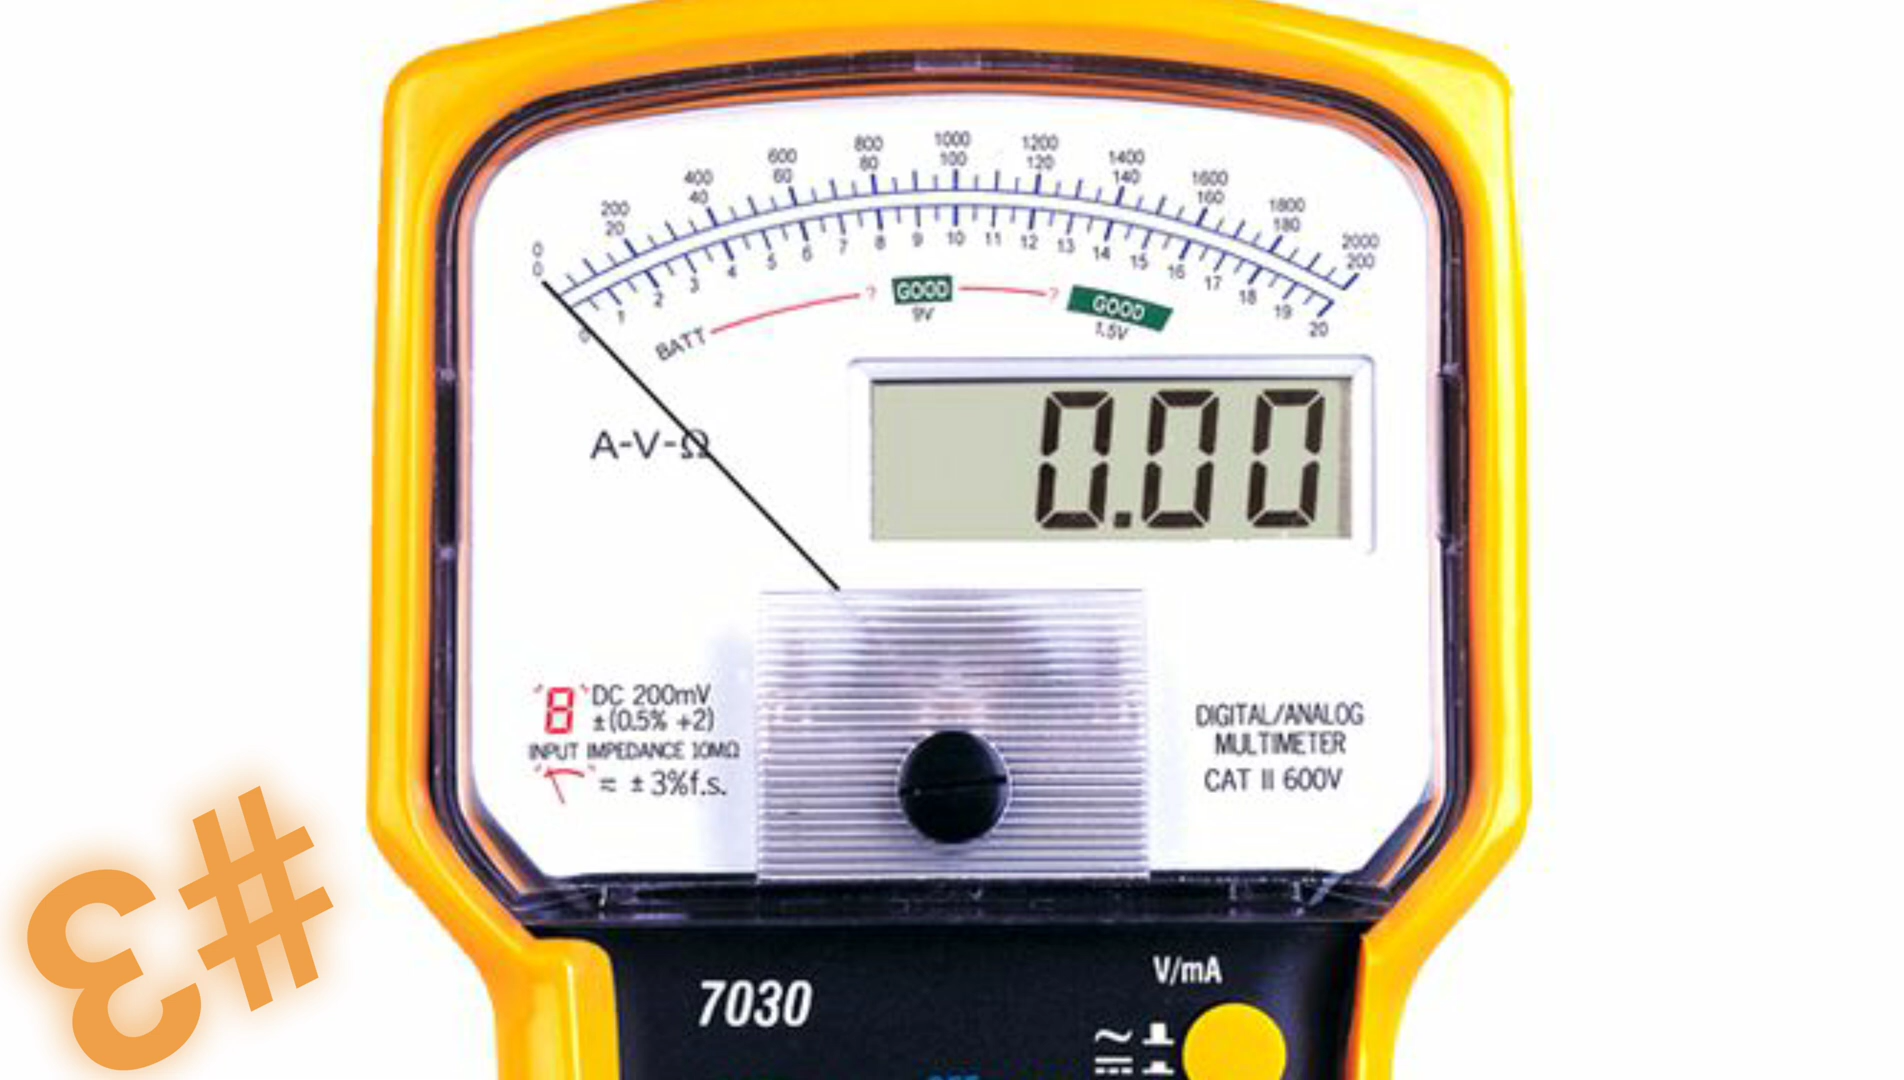 800 1000 1200
600 80 100 120 1400
400 60 140 1600
200 40 160 1800
0 20 180 2000
0 200
0 1 2 3 4 5 6 7 8 9 10 11 12 13 14 15 16 17 18 19 20
BATT ? GOOD ? GOOD
9V 1.5V
A-V-Ω
0.00
8 DC 200mV
±(0.5% +2)
INPUT IMPEDANCE 10MΩ
≂ ± 3%f.s.
DIGITAL/ANALOG
MULTIMETER
CAT II 600V
ε#
7030
V/mA